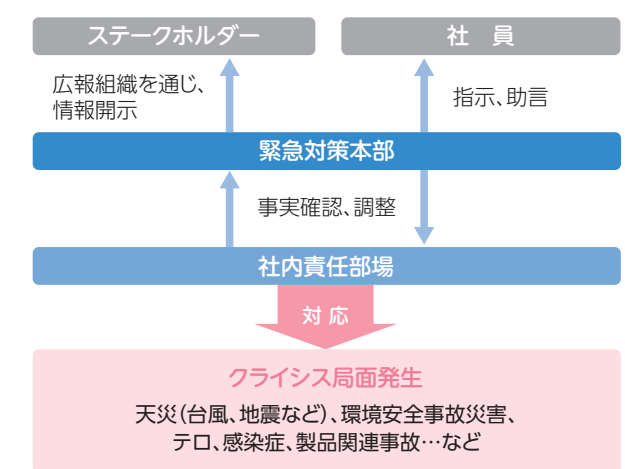 ステークホルダー
社 員
広報組織を通じ、
情報開示
指示、助言
緊急対策本部
事実確認、調整
社内責任部場
対 応
クライシス局面発生
天災(台風、地震など)、環境安全事故災害、
テロ、感染症、製品関連事故…など